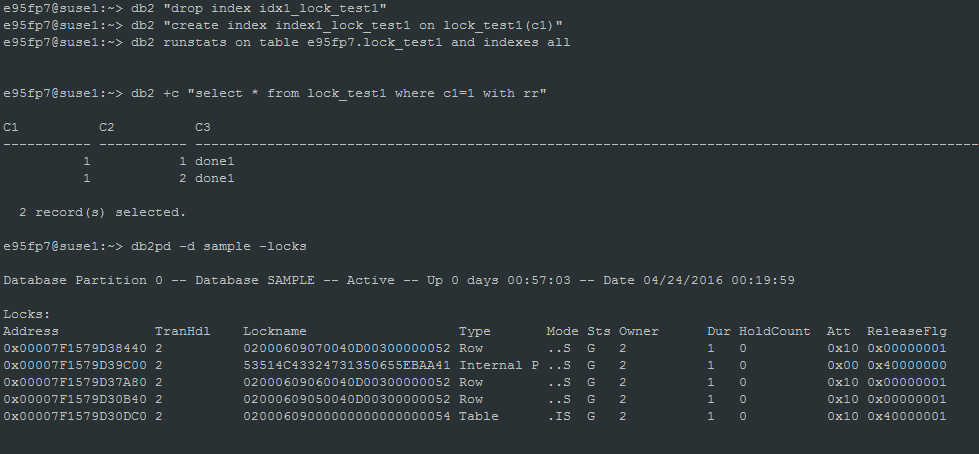 e95fp7@suse1:~> db2 "drop index idx1_lock_test1"
e95fp7@suse1:~> db2 "create index index1_lock_test1 on lock_test1(c1)"
e95fp7@suse1:~> db2 runstats on table e95fp7.lock_test1 and indexes all
e95fp7@suse1:~> db2 +c "select * from lock_test1 where c1=1 with rr"
C1          C2          C3
----------- ----------- ----------------------------------------------------------------------------------------------------
          1           1 done1
          1           2 done1
  2 record(s) selected.
e95fp7@suse1:~> db2pd -d sample -locks
Database Partition 0 -- Database SAMPLE -- Active -- Up 0 days 00:57:03 -- Date 04/24/2016 00:19:59
Locks:
Address            TranHdl    Lockname                   Type       Mode Sts Owner      Dur HoldCount  Att  ReleaseFlg
0x00007F1579D38440 2          02000609070040D00300000052 Row        ..S  G   2          1   0          0x10 0x00000001
0x00007F1579D39C00 2          53514C43324731350655EBAA41 Internal P ..S  G   2          1   0          0x00 0x40000000
0x00007F1579D37A80 2          02000609060040D00300000052 Row        ..S  G   2          1   0          0x10 0x00000001
0x00007F1579D30B40 2          02000609050040D00300000052 Row        ..S  G   2          1   0          0x10 0x00000001
0x00007F1579D30DC0 2          02000609000000000000000054 Table      .IS  G   2          1   0          0x10 0x40000001